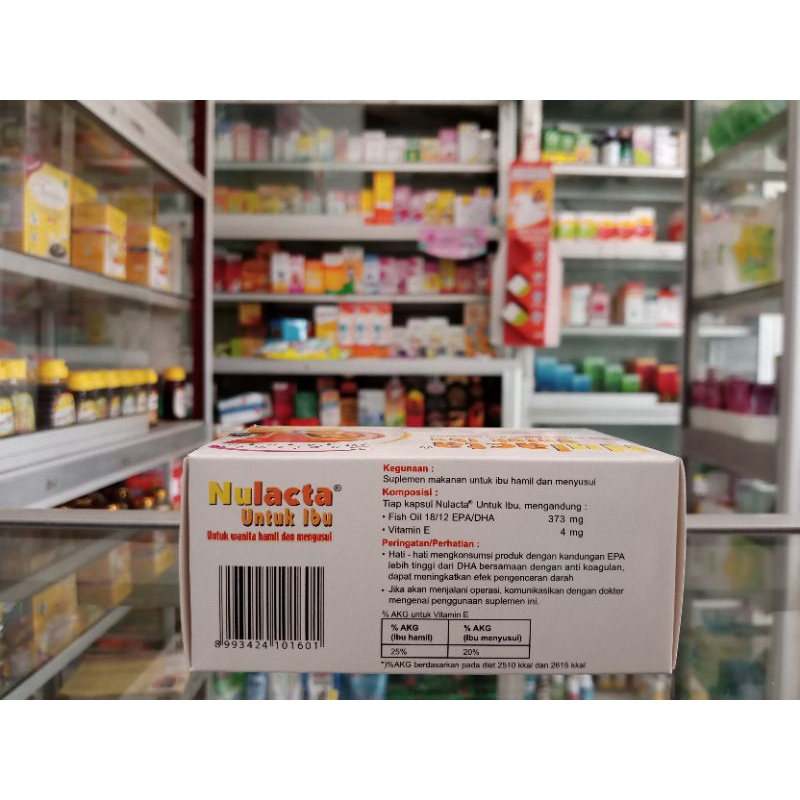 Nulacta®
Untuk Ibu
Untuk wanita hamil dan menyusui
8 993424 101601
Kegunaan :
Suplemen makanan untuk ibu hamil dan menyusui
Komposisi :
Tiap kapsul Nulacta® Untuk Ibu, mengandung :
• Fish Oil 18/12 EPA/DHA 373 mg
• Vitamin E 4 mg
Peringatan/Perhatian :
• Hati - hati mengkonsumsi produk dengan kandungan EPA
lebih tinggi dari DHA bersamaan dengan anti koagulan,
dapat meningkatkan efek pengenceran darah
• Jika akan menjalani operasi, komunikasikan dengan dokter
mengenai penggunaan suplemen ini.
% AKG untuk Vitamin E
% AKG (Ibu hamil) % AKG (Ibu menyusui)
25% 20%
*)%AKG berdasarkan pada diet 2510 kkal dan 2615 kkal